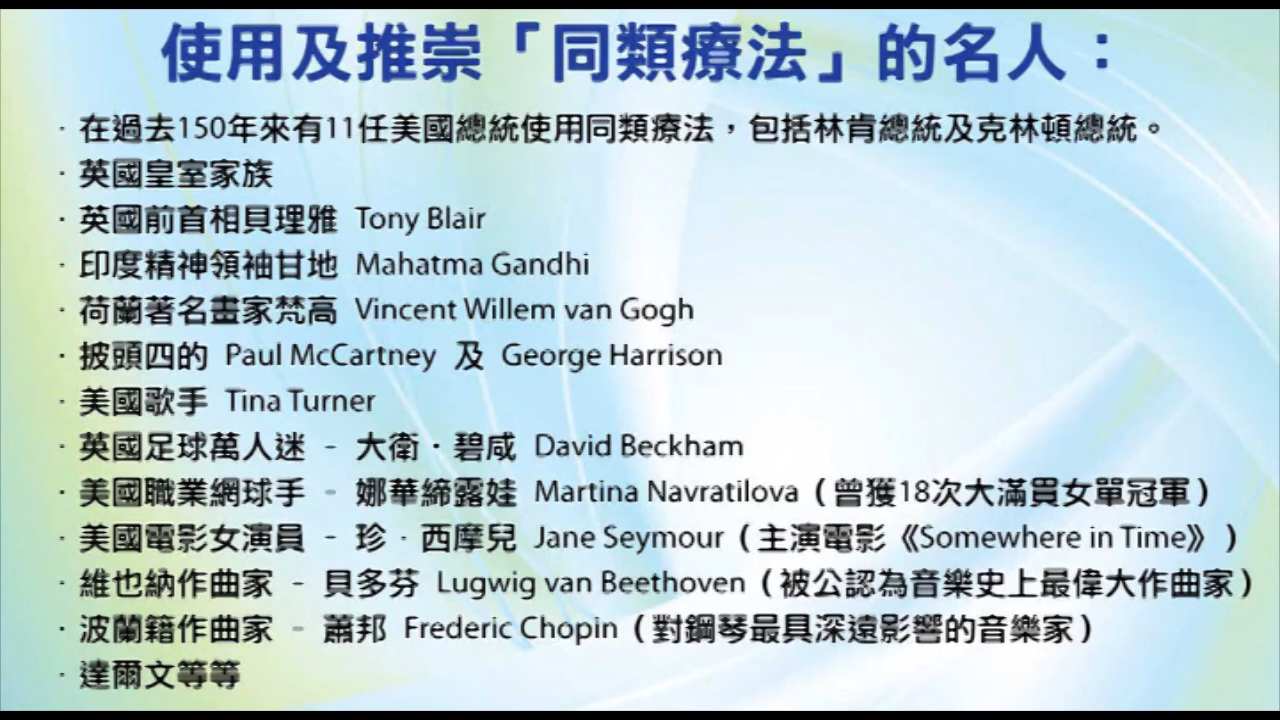 使用及推崇「同類療法」的名人：
· 在過去150年來有11任美國總統使用同類療法，包括林肯總統及克林頓總統。
· 英國皇室家族
· 英國前首相貝理雅 Tony Blair
· 印度精神領袖甘地 Mahatma Gandhi
· 荷蘭著名畫家梵高 Vincent Willem van Gogh
· 披頭四的 Paul McCartney 及 George Harrison
· 美國歌手 Tina Turner
· 英國足球萬人迷 - 大衛・碧咸 David Beckham
· 美國職業網球手 - 娜華締露娃 Martina Navratilova（曾獲18次大滿貫女單冠軍）
· 美國電影女演員 - 珍・西摩兒 Jane Seymour（主演電影《Somewhere in Time》）
· 維也納作曲家 - 貝多芬 Lugwig van Beethoven（被公認為音樂史上最偉大作曲家）
· 波蘭籍作曲家 - 蕭邦 Frederic Chopin（對鋼琴最具深遠影響的音樂家）
· 達爾文等等